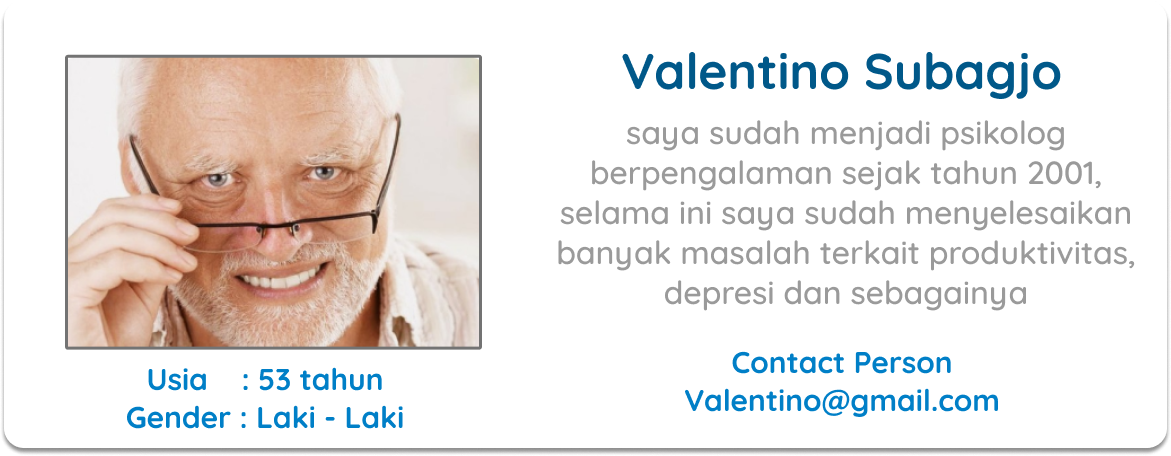 Valentino Subagjo
saya sudah menjadi psikolog
berpengalaman sejak tahun 2001,
selama ini saya sudah menyelesaikan
banyak masalah terkait produktivitas,
depresi dan sebagainya
Contact Person
Valentino@gmail.com
Usia : 53 tahun
Gender : Laki - Laki